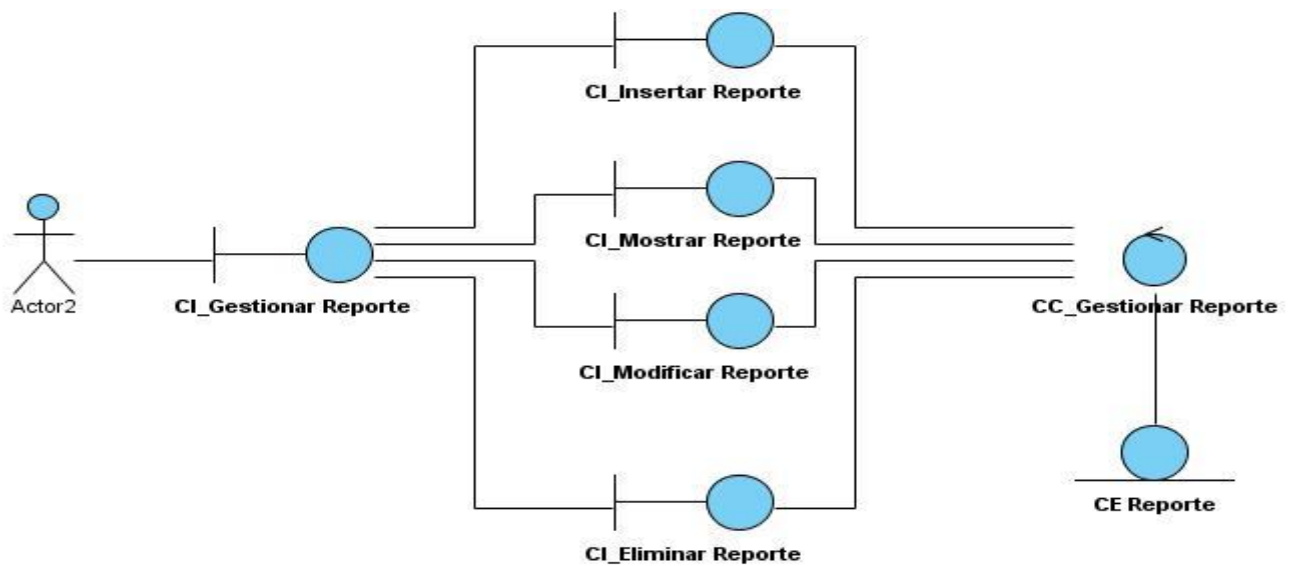 CI_Insertar Reporte
CI_Mostrar Reporte
Actor2
CI_Gestionar Reporte
CC_Gestionar Reporte
CI_Modificar Reporte
CE Reporte
CI_Eliminar Reporte